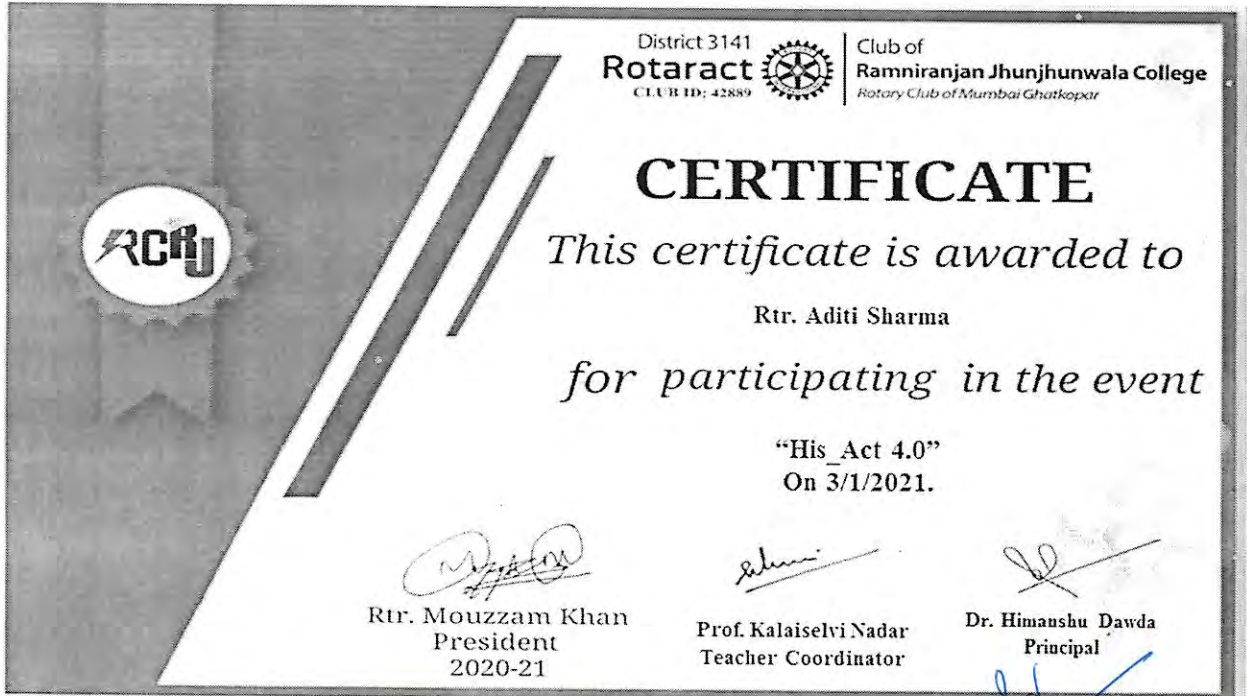 District 3141
Rotaract
CLUB ID: 42889
Club of
Ramniranjan Jhunjhunwala College
Rotary Club of Mumbai Ghatkopar
RCRJ
CERTIFICATE
This certificate is awarded to
Rtr. Aditi Sharma
for participating in the event
“His_Act 4.0”
On 3/1/2021.
Rtr. Mouzzam Khan
President
2020-21
Prof. Kalaiselvi Nadar
Teacher Coordinator
Dr. Himanshu Dawda
Principal